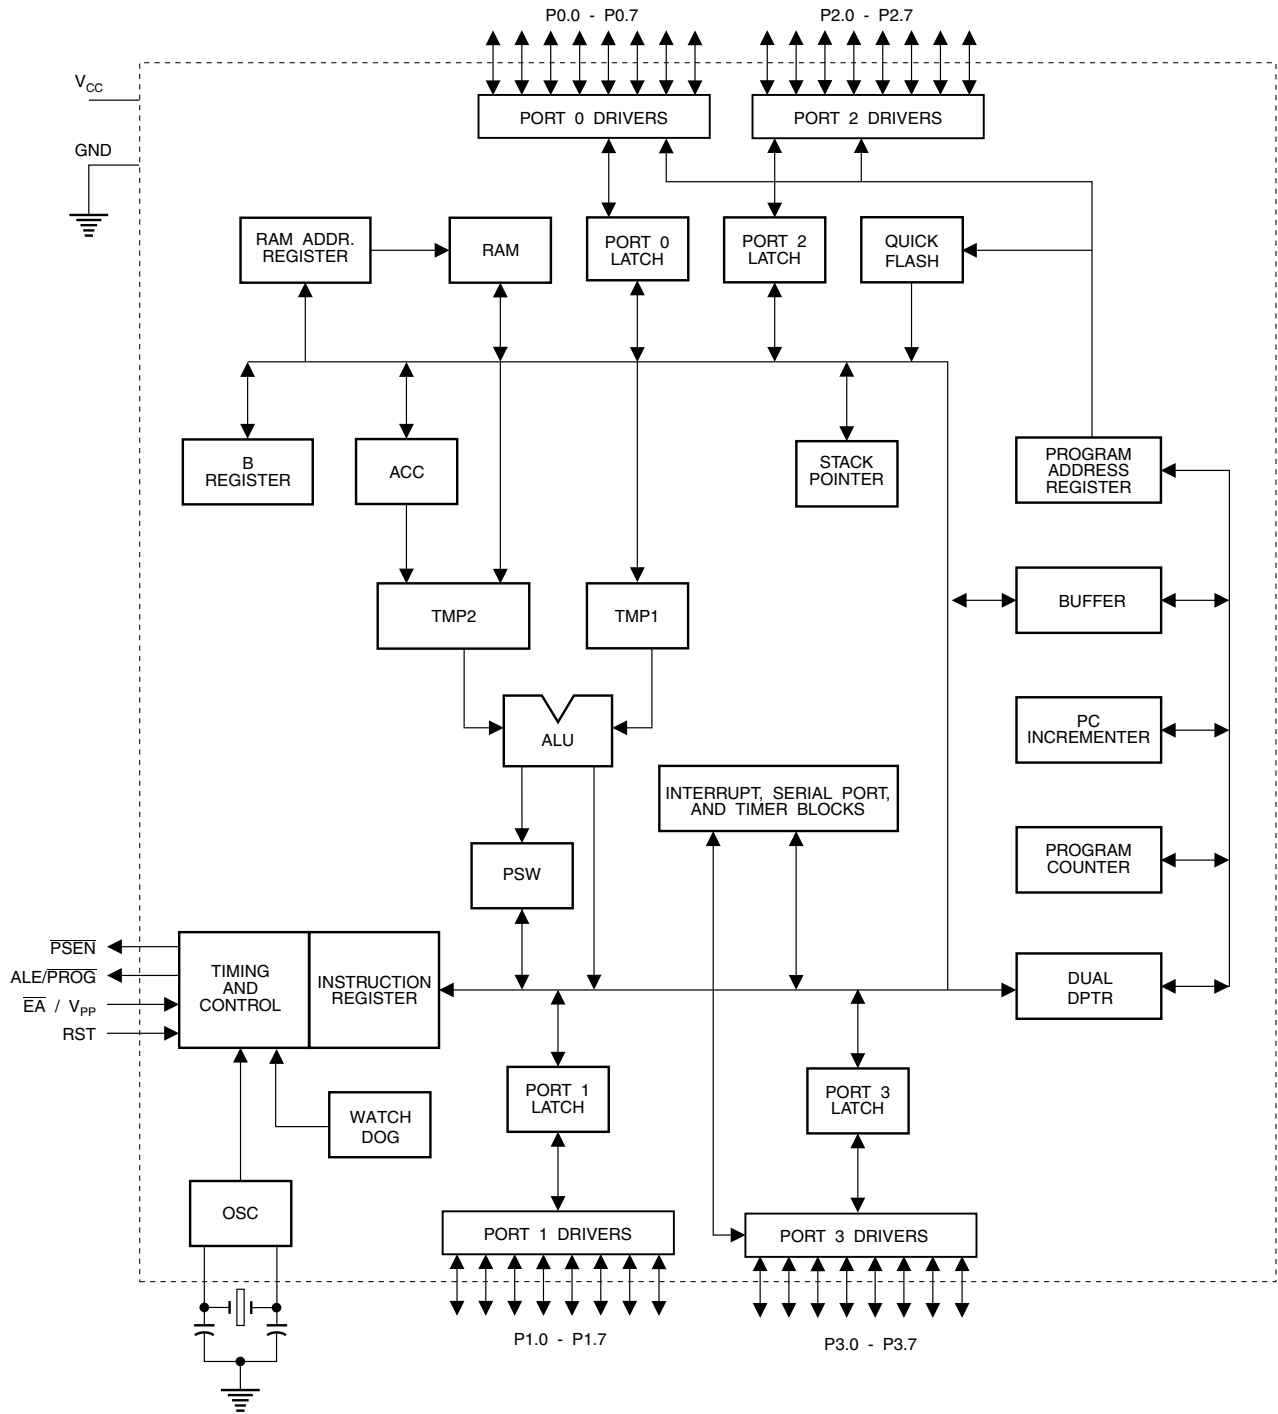 P0.0 - P0.7
P2.0 - P2.7
VCC
GND
PORT 0 DRIVERS
PORT 2 DRIVERS
RAM ADDR.
REGISTER
RAM
PORT 0
LATCH
PORT 2
LATCH
QUICK
FLASH
B
REGISTER
ACC
STACK
POINTER
PROGRAM
ADDRESS
REGISTER
TMP2
TMP1
BUFFER
ALU
PC
INCREMENTER
INTERRUPT, SERIAL PORT,
AND TIMER BLOCKS
PSW
PROGRAM
COUNTER
PSEN
ALE/PROG
EA / VPP
RST
TIMING
AND
CONTROL
INSTRUCTION
REGISTER
DUAL
DPTR
WATCH
DOG
PORT 1
LATCH
PORT 3
LATCH
OSC
PORT 1 DRIVERS
PORT 3 DRIVERS
P1.0 - P1.7
P3.0 - P3.7